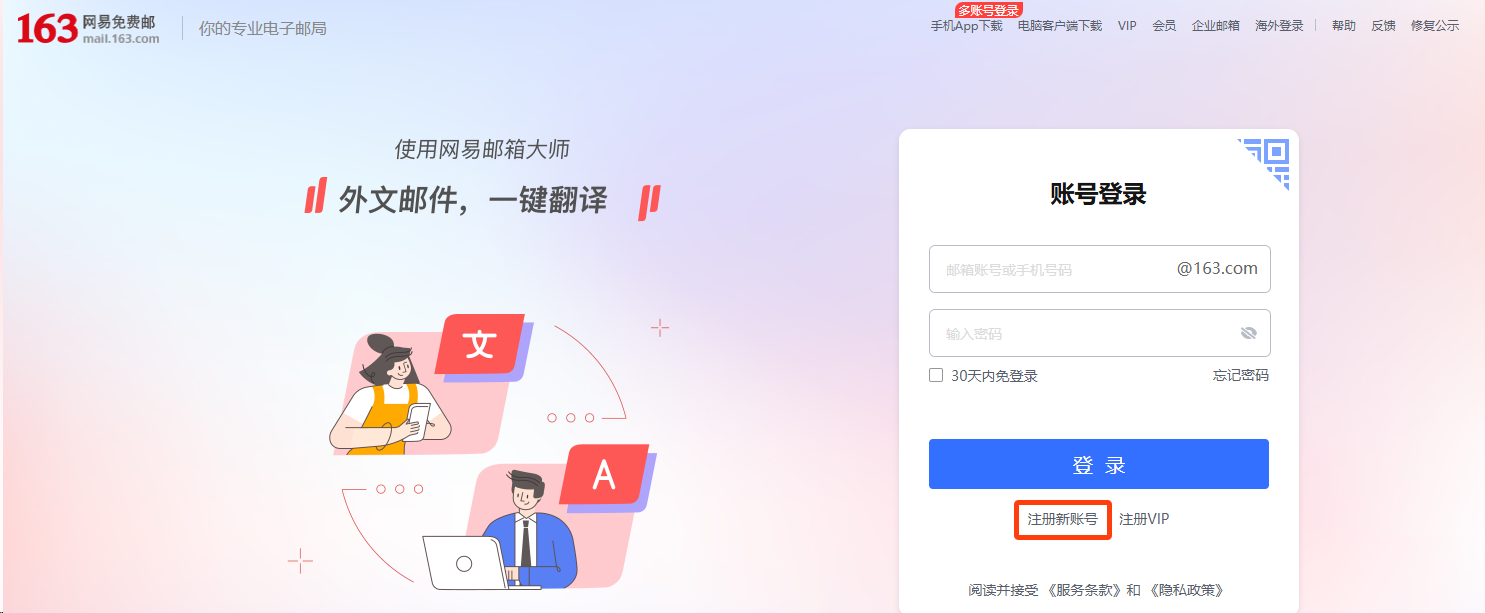 163 网易免费邮
mail.163.com
你的专业电子邮局
多账号登录
手机App下载 电脑客户端下载 VIP 会员 企业邮箱 海外登录 帮助 反馈 修复公示
使用网易邮箱大师
外文邮件，一键翻译
文
A
账号登录
邮箱账号或手机号码 @163.com
输入密码
30天内免登录 忘记密码
登 录
注册新账号 注册VIP
阅读并接受《服务条款》和《隐私政策》